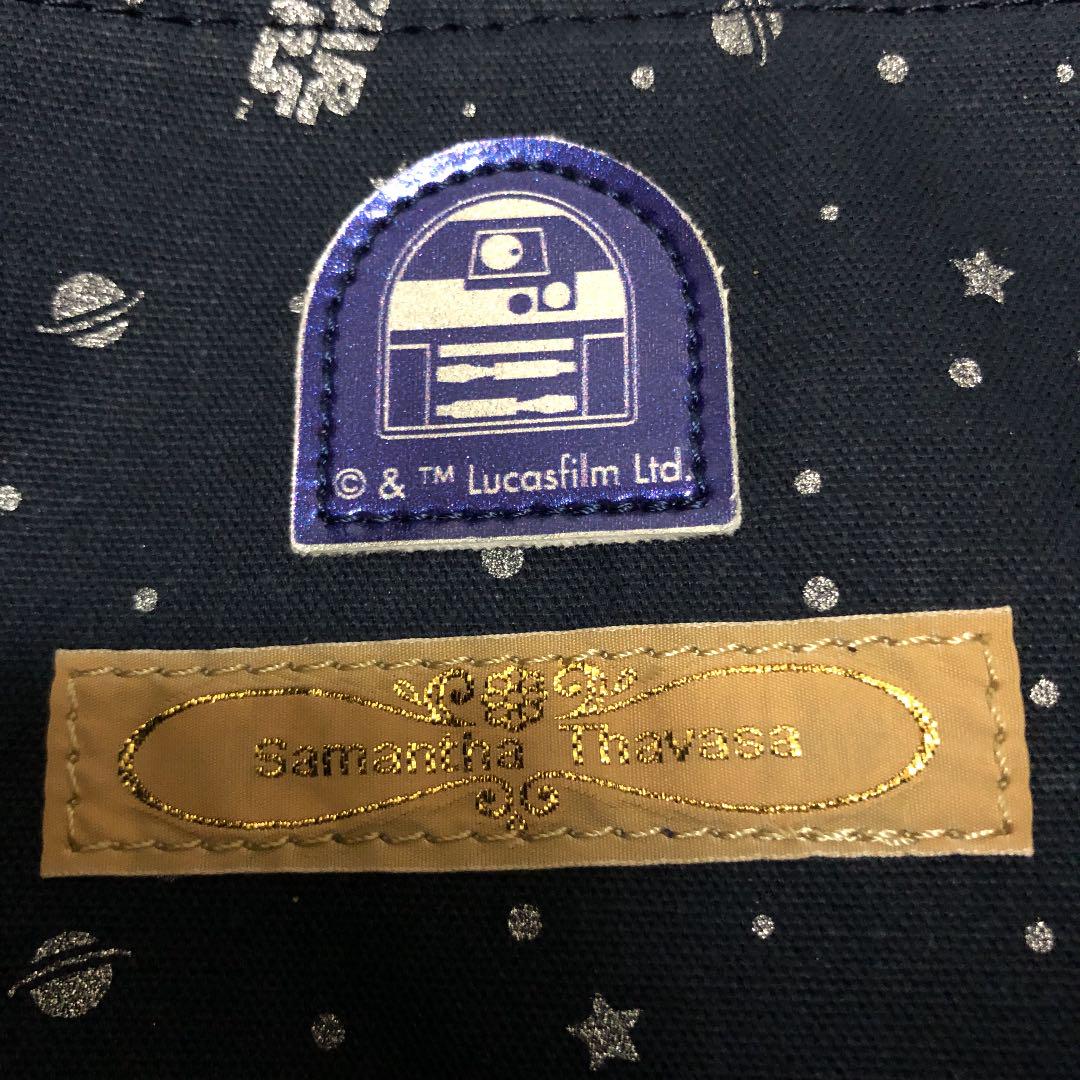 © & ™ Lucasfilm Ltd.
Samantha Thavasa